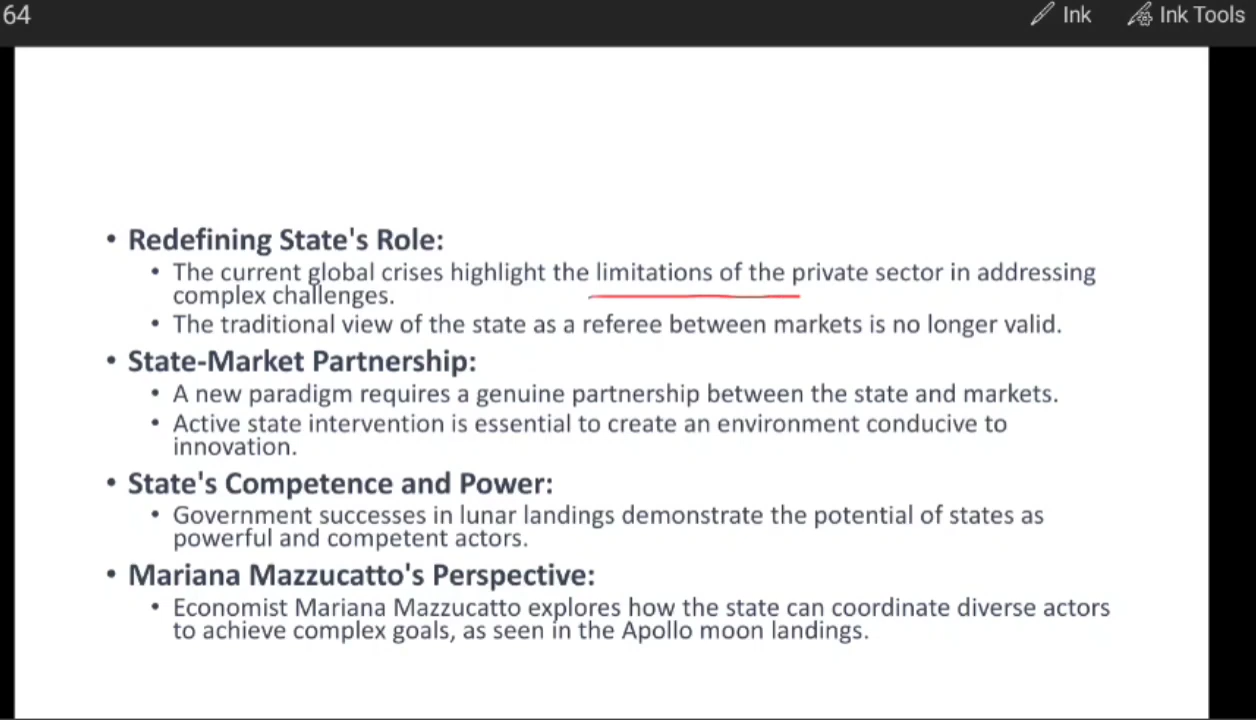 64
Ink Ink Tools
• Redefining State's Role:
• The current global crises highlight the limitations of the private sector in addressing
complex challenges.
• The traditional view of the state as a referee between markets is no longer valid.
• State-Market Partnership:
• A new paradigm requires a genuine partnership between the state and markets.
• Active state intervention is essential to create an environment conducive to
innovation.
• State's Competence and Power:
• Government successes in lunar landings demonstrate the potential of states as
powerful and competent actors.
• Mariana Mazzucatto's Perspective:
• Economist Mariana Mazzucatto explores how the state can coordinate diverse actors
to achieve complex goals, as seen in the Apollo moon landings.